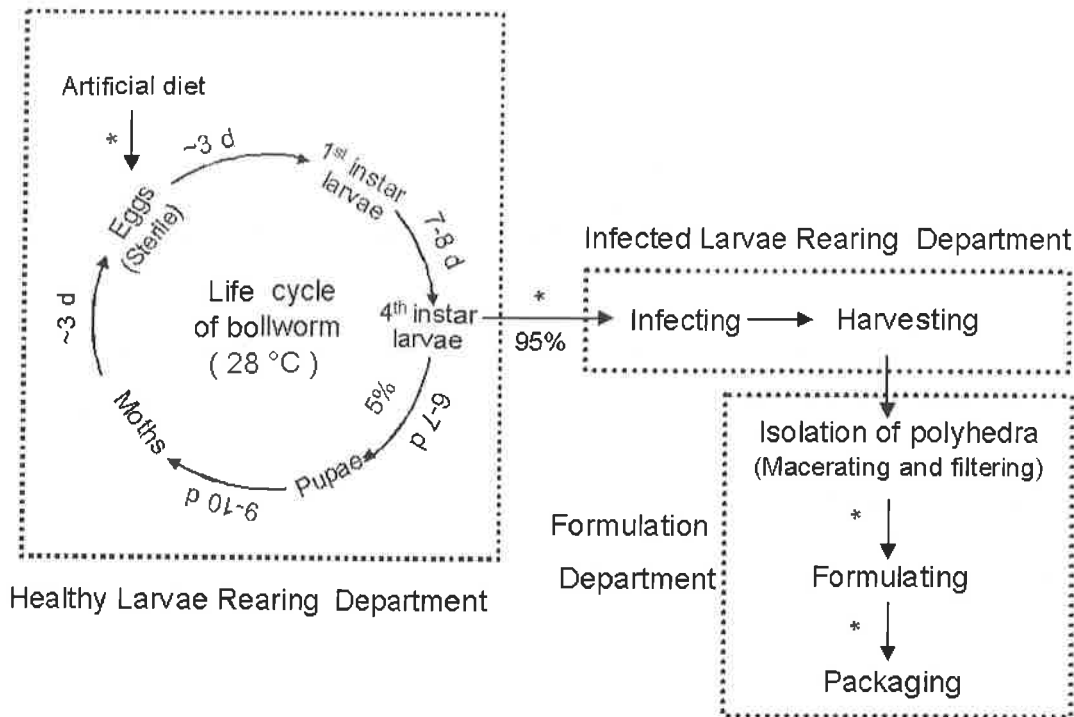 Artificial diet
*
~3 d
1st instar
larvae
7-8 d
4th instar
larvae
5%
6-7 d
Pupae
9-10 d
Moths
~3 d
Eggs
(Sterile)
Life cycle
of bollworm
( 28 °C )
Healthy Larvae Rearing Department
*
95%
Infected Larvae Rearing Department
Infecting
Harvesting
Isolation of polyhedra
(Macerating and filtering)
*
Formulation
Department
Formulating
*
Packaging